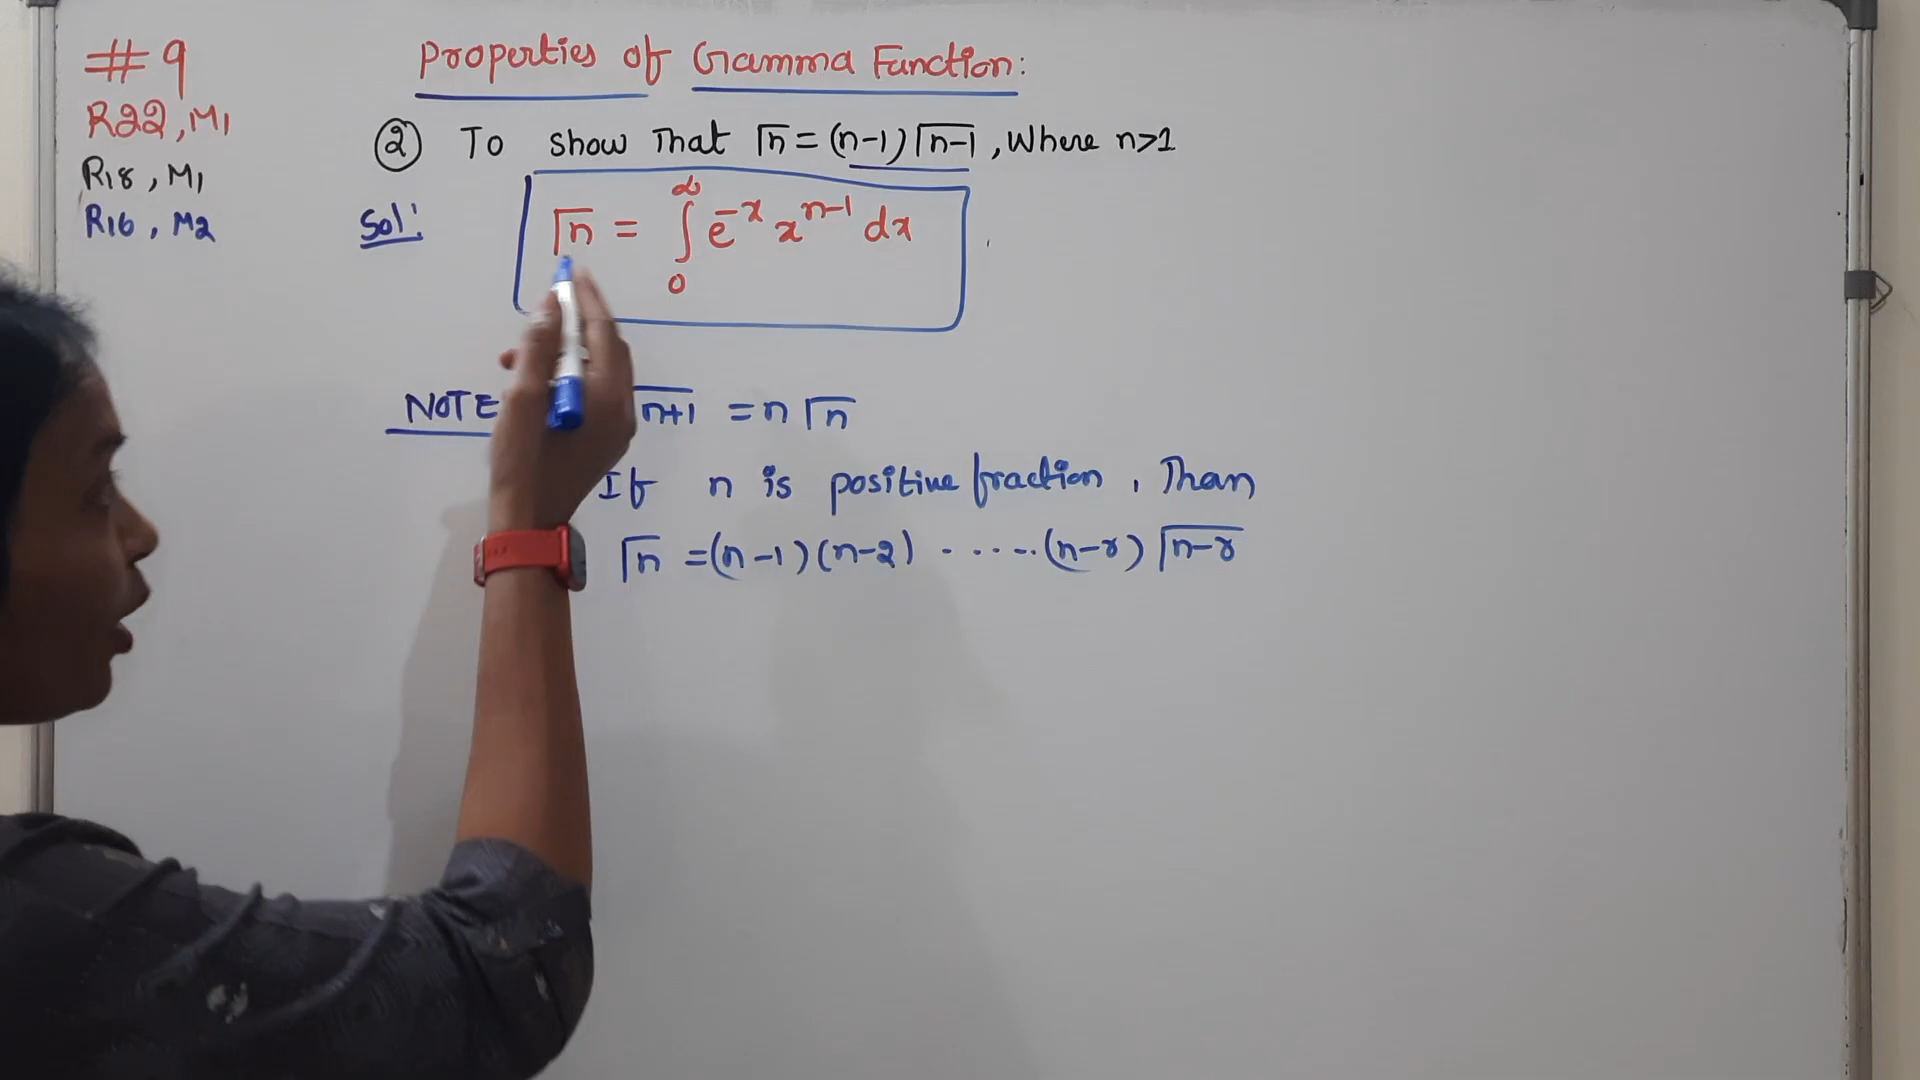 #9
R22, M1
R18, M1
R16, M2
Properties of Gamma Function:
② To show That Γn = (n-1) Γn-1, Where n>1
Sol:
Γn = ∫₀^∞ e^-x x^n-1 dx
NOTE Γn+1 = n Γn
If n is positive fraction, Than
Γn = (n-1)(n-2) ...... (n-r) Γn-r